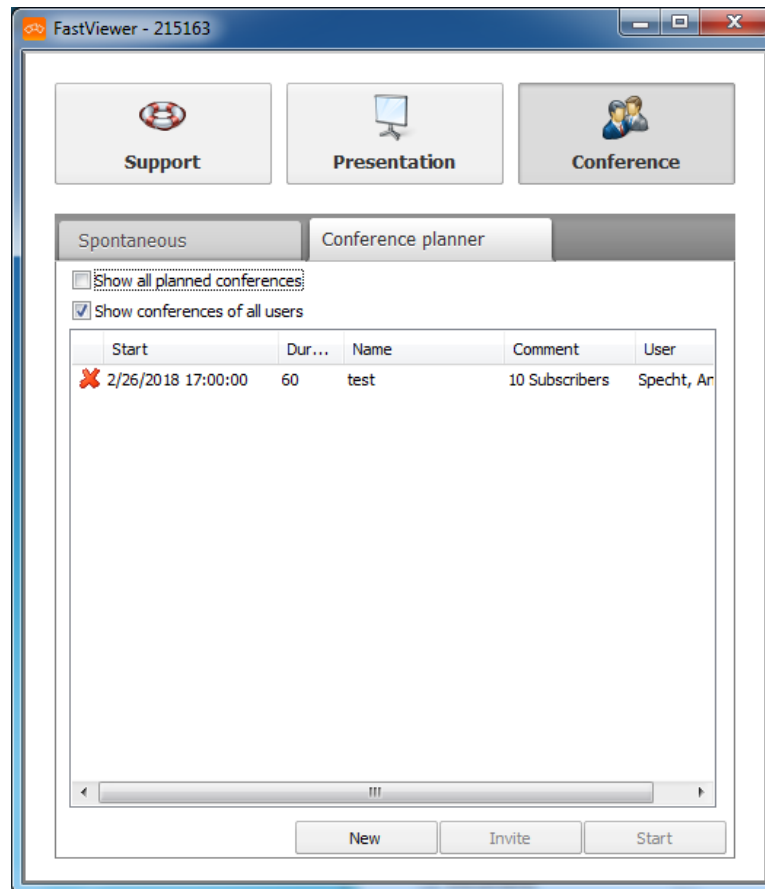 FastViewer - 215163
Support Presentation Conference
Spontaneous Conference planner
Show all planned conferences
Show conferences of all users
Start Dur... Name Comment User
2/26/2018 17:00:00 60 test 10 Subscribers Specht, An
New Invite Start